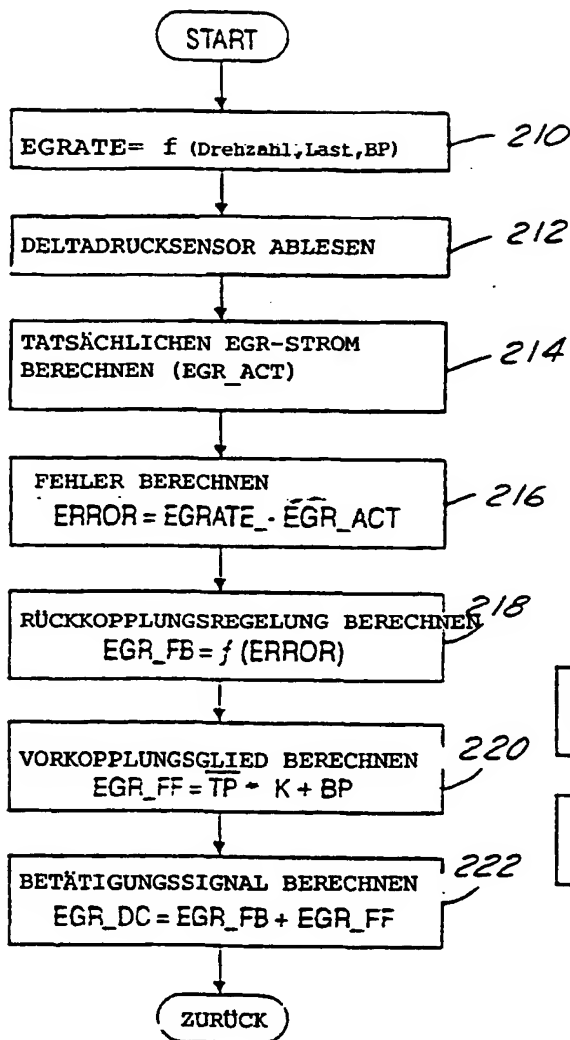 START
EGRATE= f (Drehzahl,Last,BP)
210
DELTADRUCKSENSOR ABLESEN
212
TATSÄCHLICHEN EGR-STROM
BERECHNEN (EGR_ACT)
214
FEHLER BERECHNEN
ERROR = EGRATE - EGR_ACT
216
RÜCKKOPPLUNGSREGELUNG BERECHNEN
218
EGR_FB = f (ERROR)
VORKOPPLUNGSGLIED BERECHNEN
220
EGR_FF = TP - K + BP
BETÄTIGUNGSSIGNAL BERECHNEN
222
EGR_DC = EGR_FB + EGR_FF
ZURÜCK